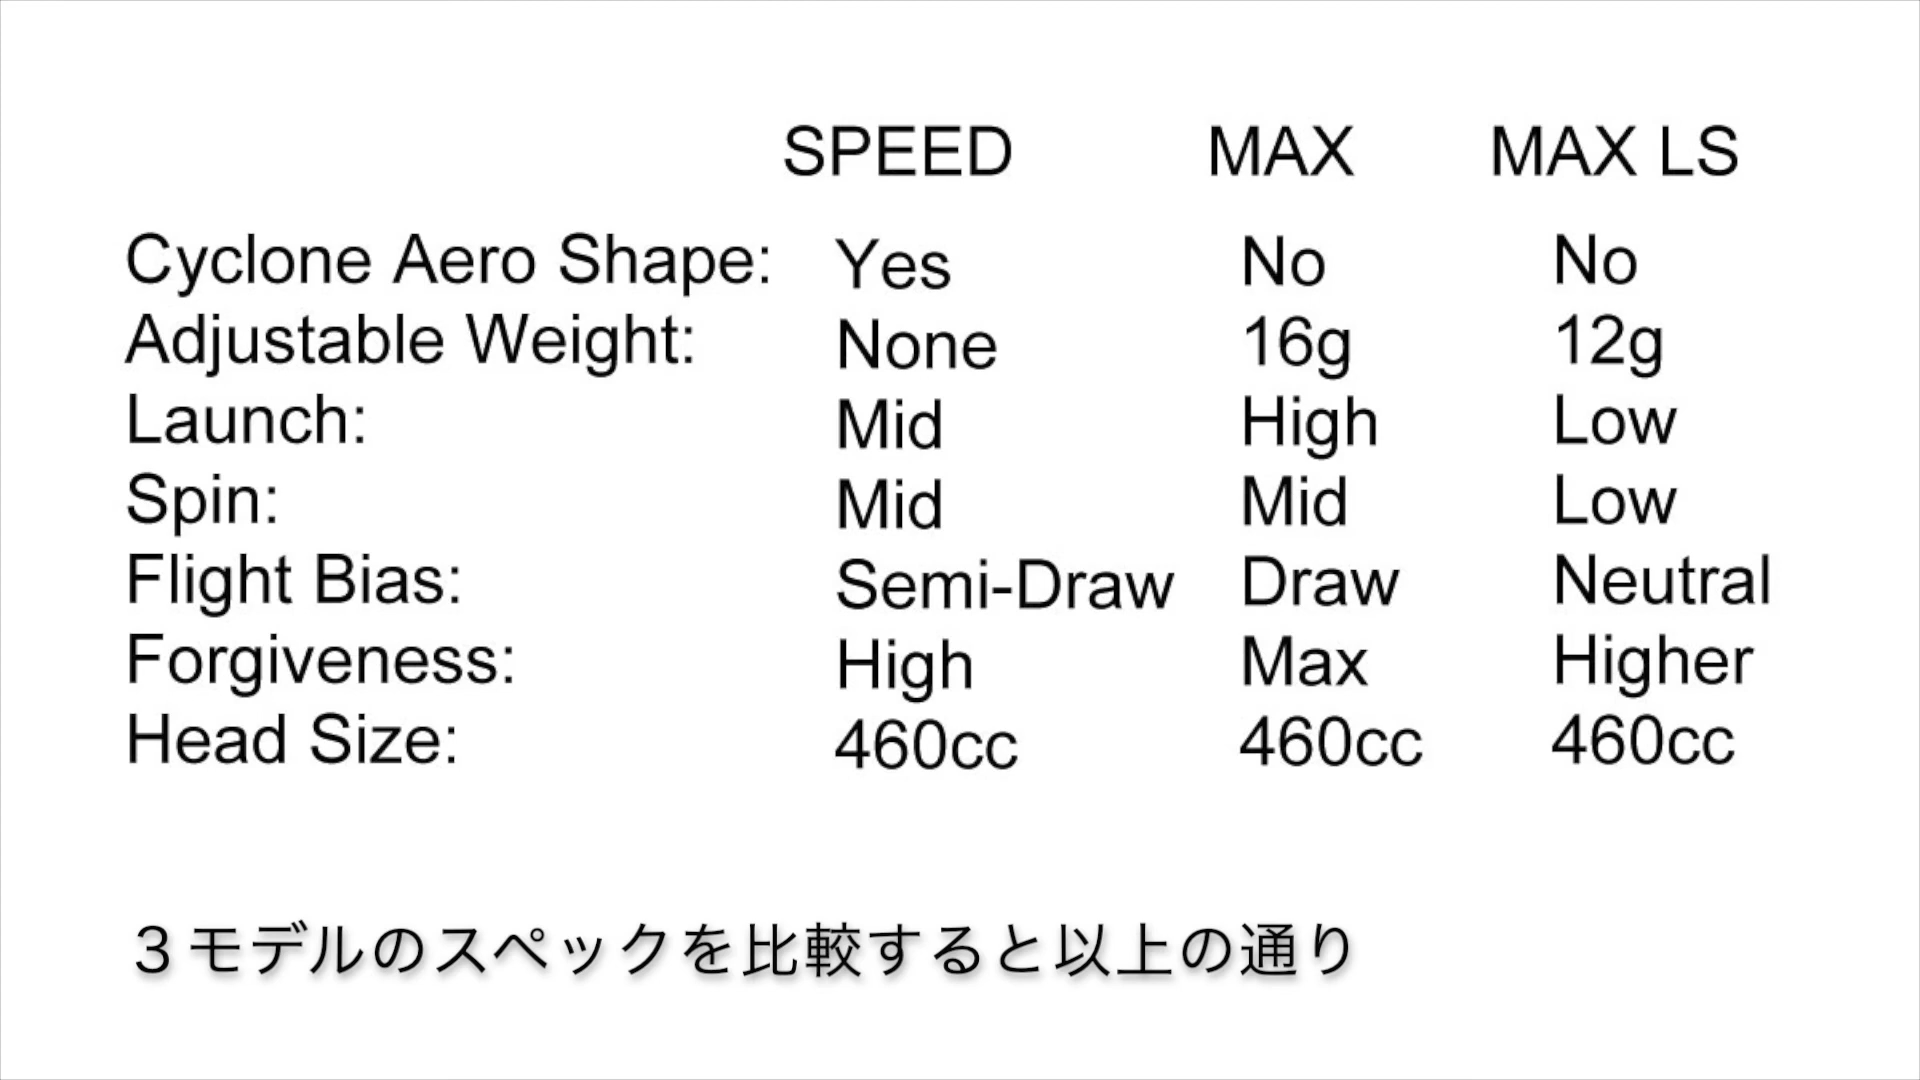 SPEED MAX MAX LS
Cyclone Aero Shape: Yes No No
Adjustable Weight: None 16g 12g
Launch: Mid High Low
Spin: Mid Mid Low
Flight Bias: Semi-Draw Draw Neutral
Forgiveness: High Max Higher
Head Size: 460cc 460cc 460cc
３モデルのスペックを比較すると以上の通り